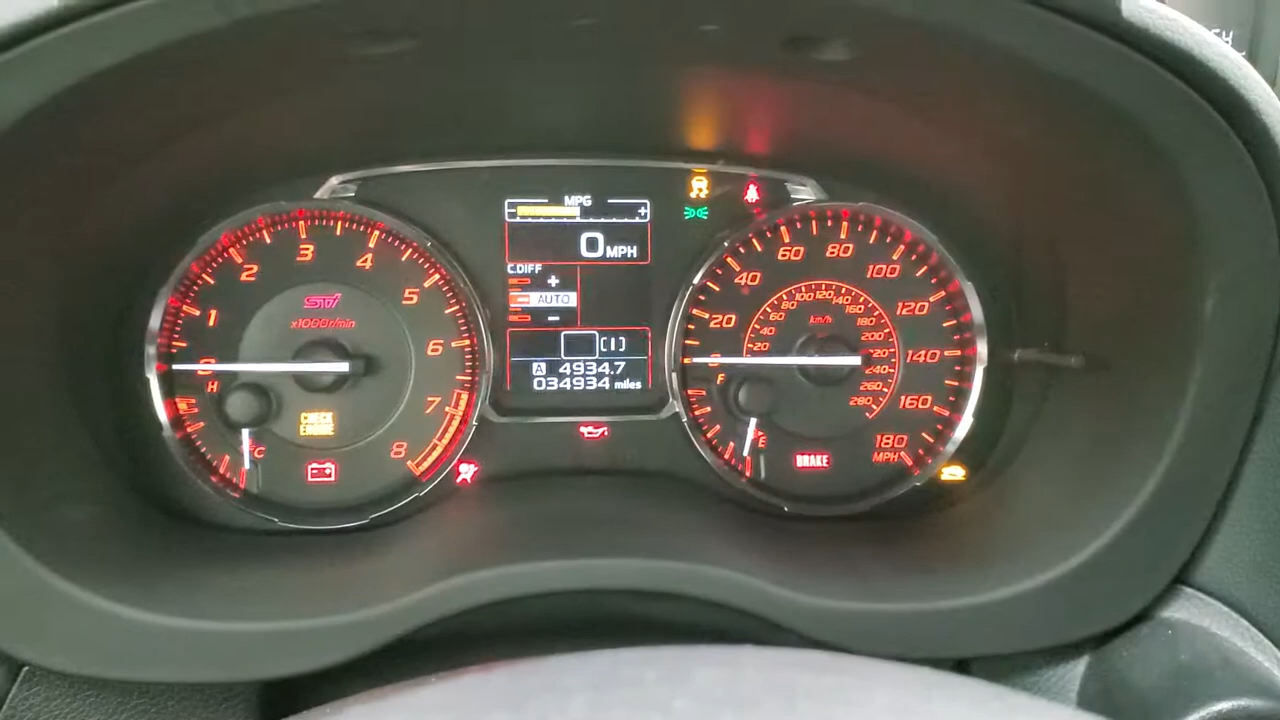 MPG
- +
0 MPH
C.DIFF
+
AUTO
-
[1]
A 4934.7
034934 miles
1 2 3 4 5 6 7 8
STI
x1000r/min
H
C
CHECK
ENGINE
20 40 60 80 100 120 140 160 180
MPH
20 40 60 80 100 120 140 160 180 200 220 240 260 280
km/h
F
E
BRAKE